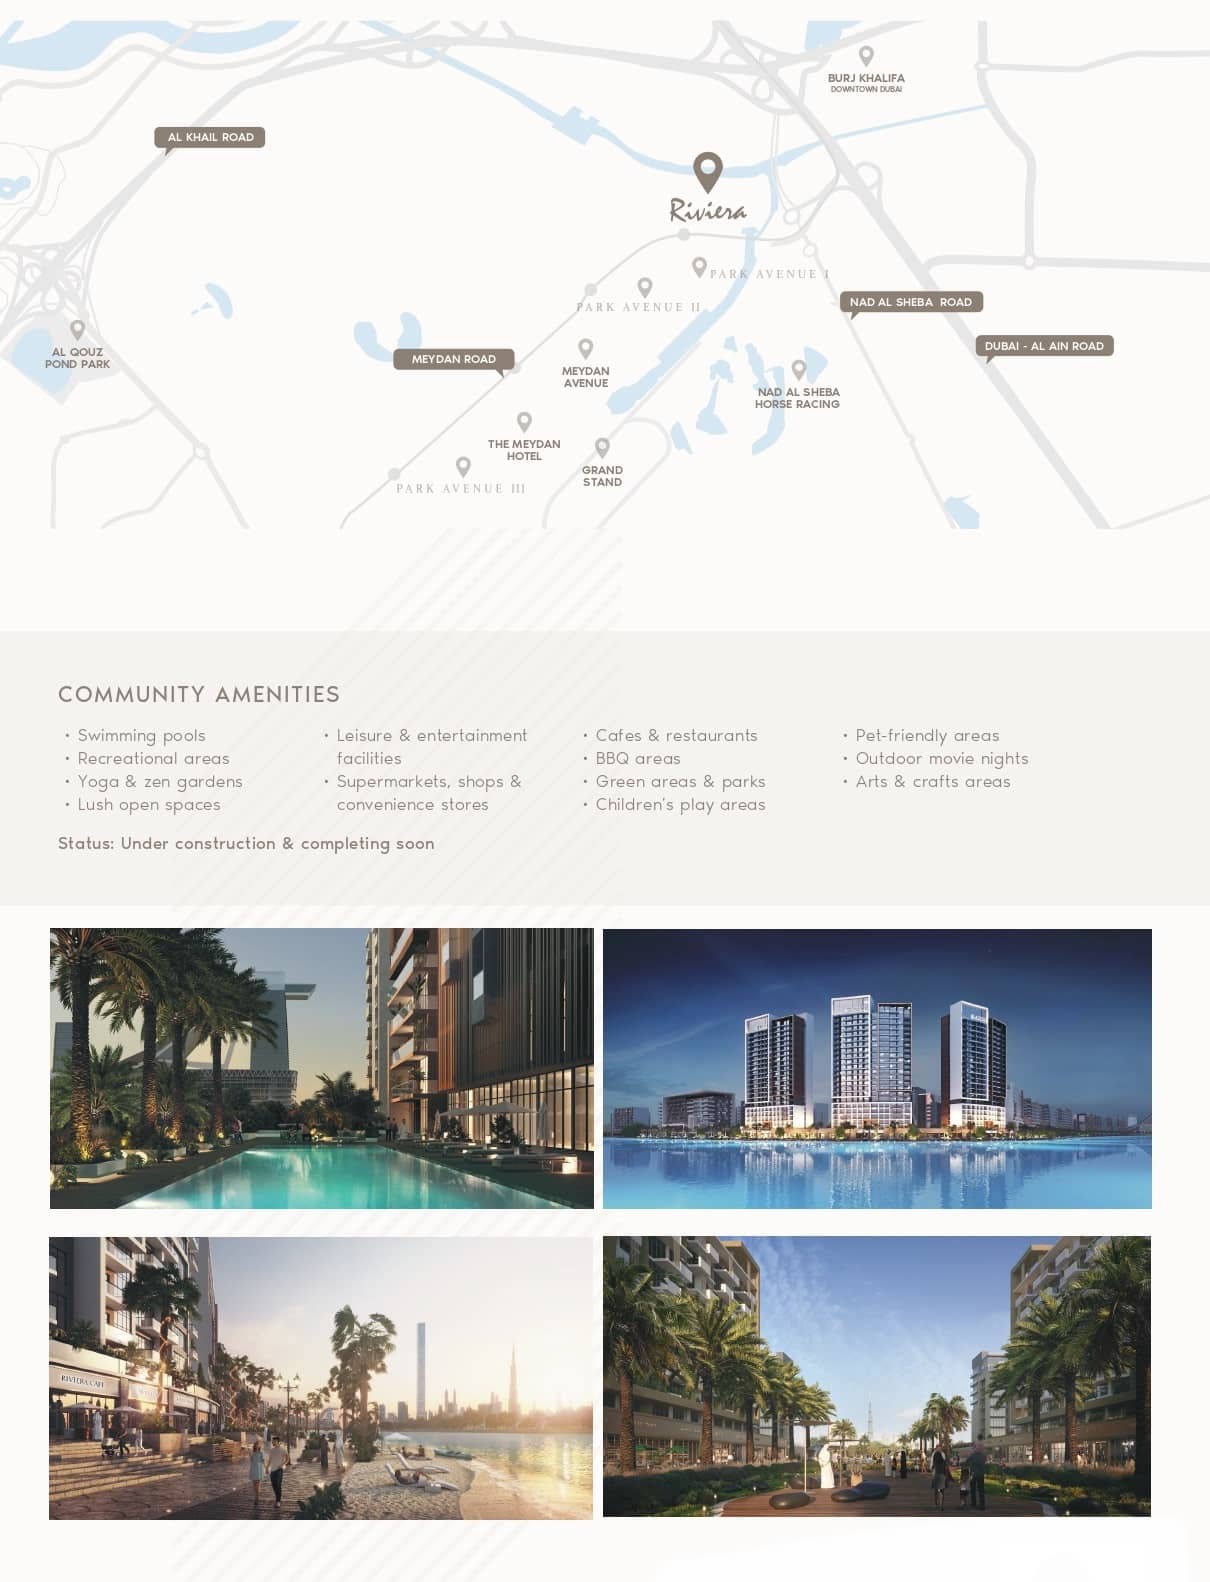 BURJ KHALIFA
DOWNTOWN DUBAI
AL KHAIL ROAD
Riviera
PARK AVENUE I
PARK AVENUE II
NAD AL SHEBA ROAD
AL QOUZ
POND PARK
DUBAI - AL AIN ROAD
MEYDAN ROAD
MEYDAN
AVENUE
NAD AL SHEBA
HORSE RACING
THE MEYDAN
HOTEL
GRAND
STAND
PARK AVENUE III
COMMUNITY AMENITIES
• Swimming pools
• Recreational areas
• Yoga & zen gardens
• Lush open spaces
• Leisure & entertainment
facilities
• Supermarkets, shops &
convenience stores
• Cafes & restaurants
• BBQ areas
• Green areas & parks
• Children's play areas
• Pet-friendly areas
• Outdoor movie nights
• Arts & crafts areas
Status: Under construction & completing soon
RIVIERA CAFE